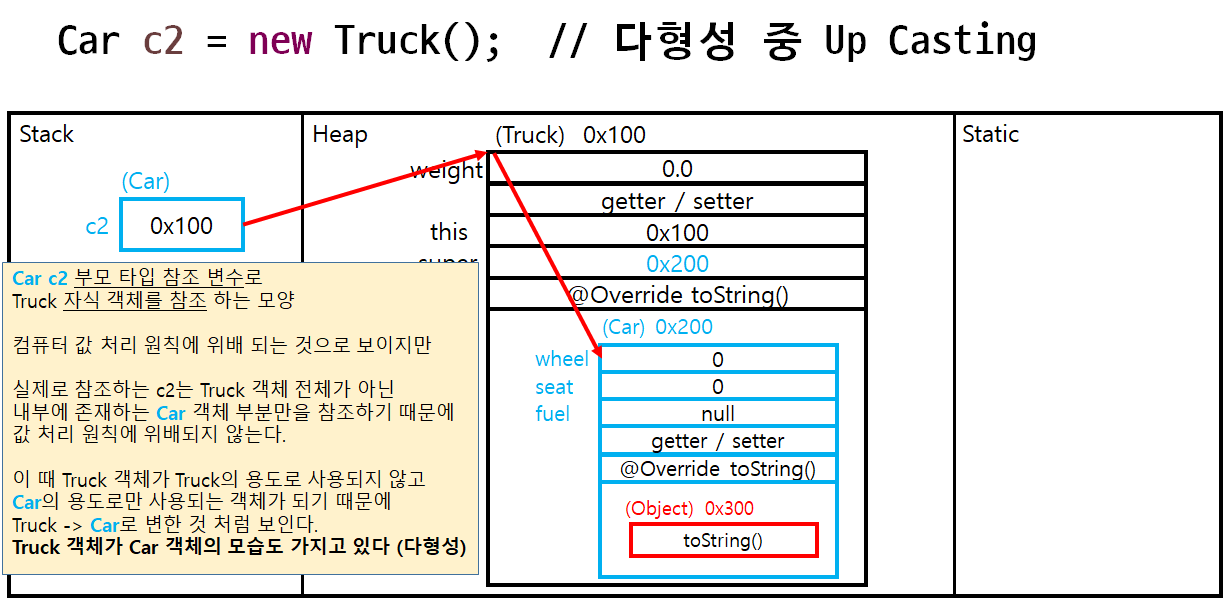 Car c2 = new Truck(); // 다형성 중 Up Casting
Stack
Heap
(Truck) 0x100
Static
weight
0.0
(Car)
getter / setter
c2
0x100
this
0x100
super
0x200
Car c2 부모 타입 참조 변수로
Truck 자식 객체를 참조 하는 모양
컴퓨터 값 처리 원칙에 위배 되는 것으로 보이지만
실제로 참조하는 c2는 Truck 객체 전체가 아닌
내부에 존재하는 Car 객체 부분만을 참조하기 때문에
값 처리 원칙에 위배되지 않는다.
이 때 Truck 객체가 Truck의 용도로 사용되지 않고
Car의 용도로만 사용되는 객체가 되기 때문에
Truck -> Car로 변한 것 처럼 보인다.
Truck 객체가 Car 객체의 모습도 가지고 있다 (다형성)
@Override toString()
(Car) 0x200
wheel
0
seat
0
fuel
null
getter / setter
@Override toString()
(Object) 0x300
toString()